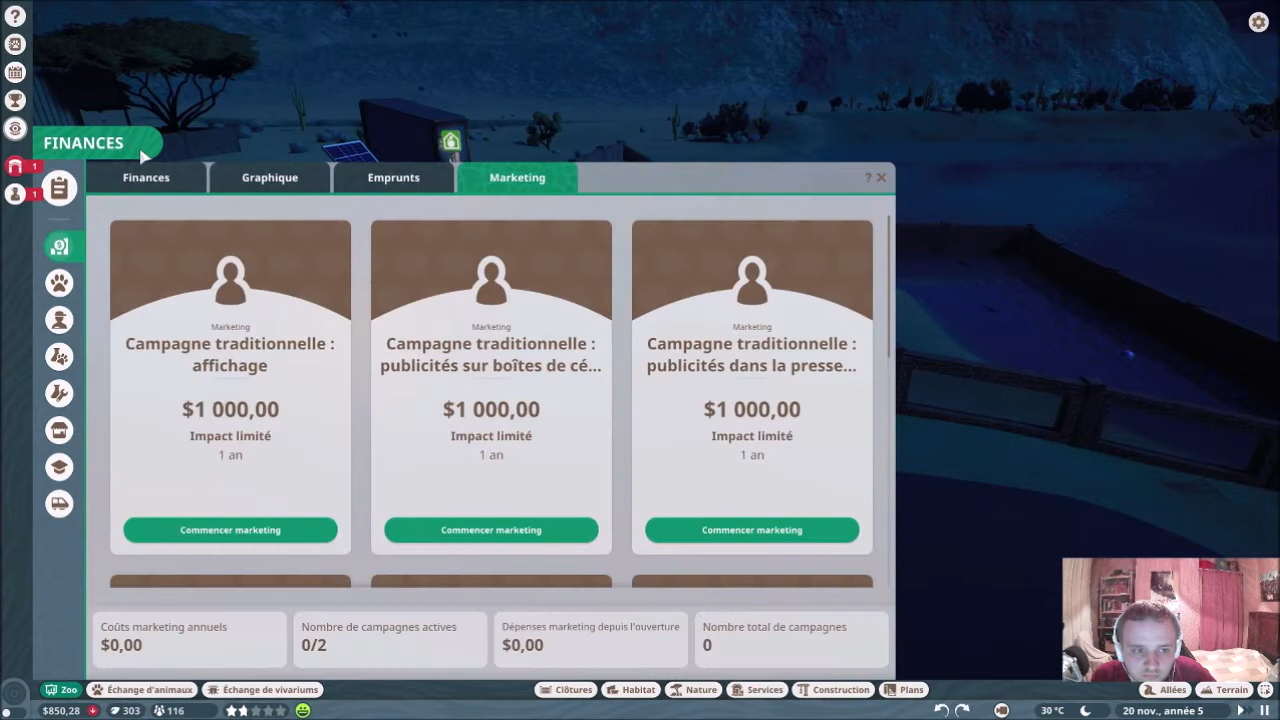 FINANCES
1
1
Finances
Graphique
Emprunts
Marketing
Marketing
Campagne traditionnelle :
affichage
$1 000,00
Impact limité
1 an
Commencer marketing
Marketing
Campagne traditionnelle :
publicités sur boîtes de cé...
$1 000,00
Impact limité
1 an
Commencer marketing
Marketing
Campagne traditionnelle :
publicités dans la presse...
$1 000,00
Impact limité
1 an
Commencer marketing
Coûts marketing annuels
$0,00
Nombre de campagnes actives
0/2
Dépenses marketing depuis l'ouverture
$0,00
Nombre total de campagnes
0
Zoo
Échange d'animaux
Échange de vivariums
Clôtures
Habitat
Nature
Services
Construction
Plans
Allées
Terrain
$850,28
303
116
30 °C
20 nov., année 5